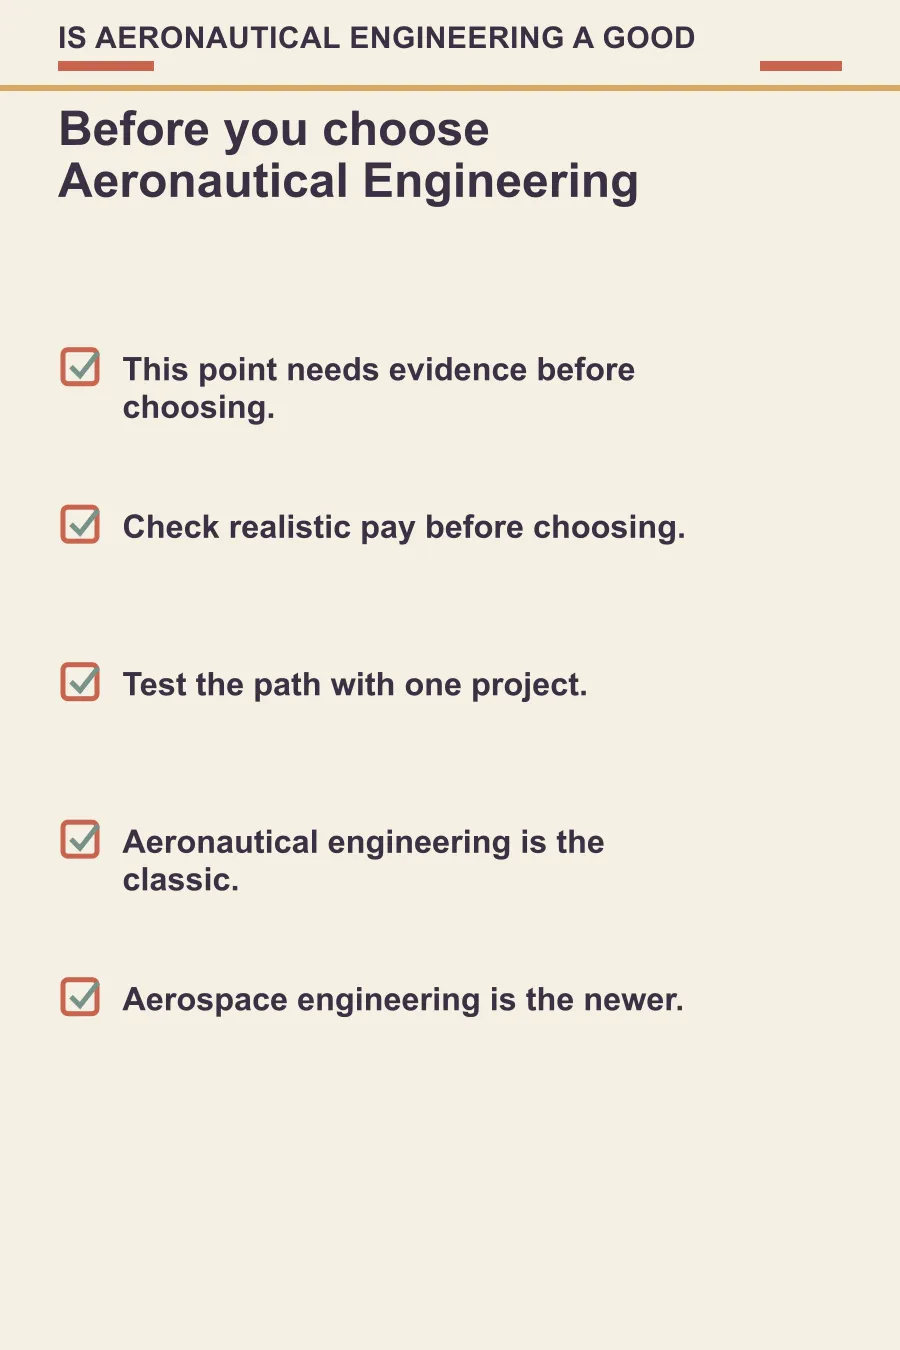 IS AERONAUTICAL ENGINEERING A GOOD
Before you choose
Aeronautical Engineering
This point needs evidence before
choosing.
Check realistic pay before choosing.
Test the path with one project.
Aeronautical engineering is the
classic.
Aerospace engineering is the newer.